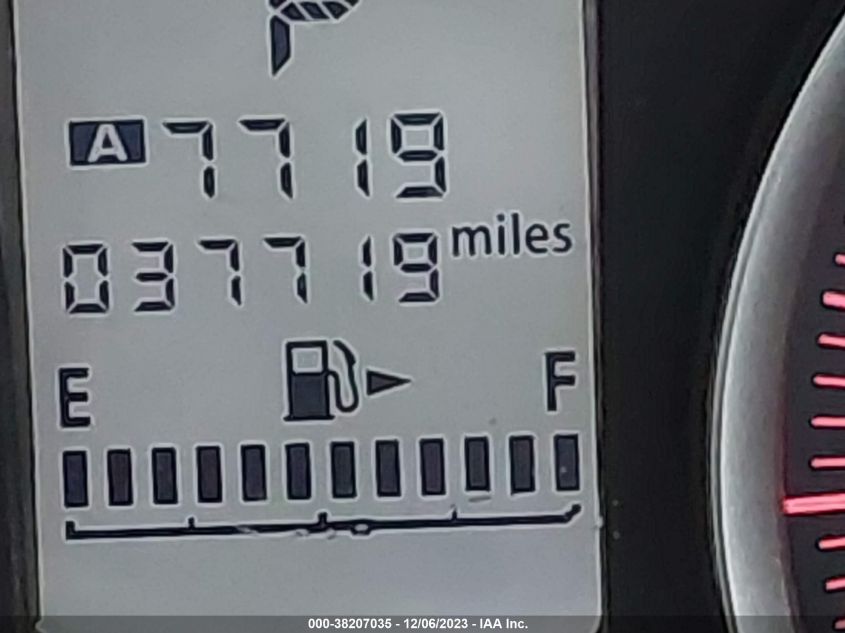 P
A 7719
037719 miles
E F
000-38207035 - 12/06/2023 - IAA Inc.